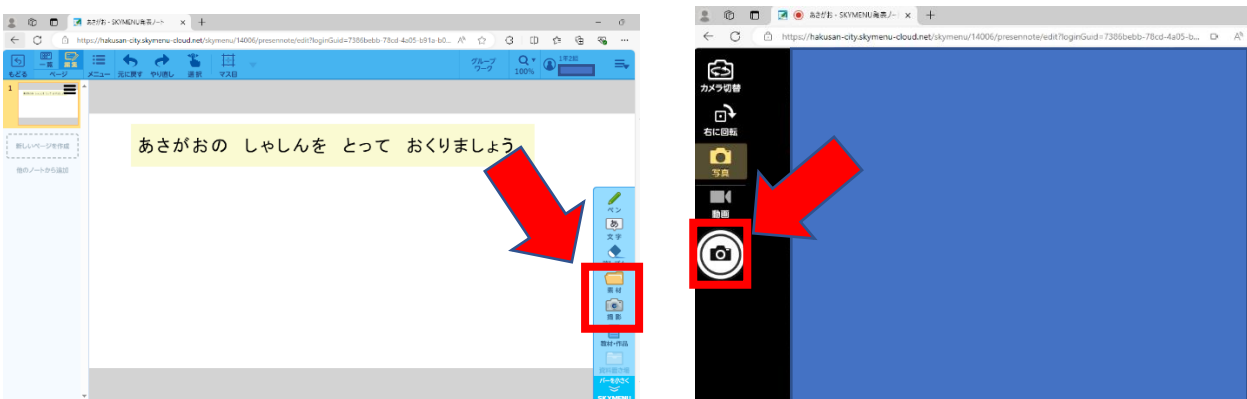 あさがお - SKYMENU発表ノート
https://hakusan-city.skymenu-cloud.net/skymenu/14006/presennote/edit?loginGuid=7386bebb-78cd-4a05-b91a-b0...
もどる
一覧
編集
ページ
メニュー
元に戻す
やり直し
選択
マス目
グループ
ワーク
100%
1年2組
1
新しいページを作成
他のノートから追加
あさがおの しゃしんを とって おくりましょう
ペン
あ
文字
素材
撮影
教材・作品
バーを小さく
SKYMENU
あさがお - SKYMENU発表ノート
https://hakusan-city.skymenu-cloud.net/skymenu/14006/presennote/edit?loginGuid=7386bebb-78cd-4a05-b...
カメラ切替
右に回転
写真
動画